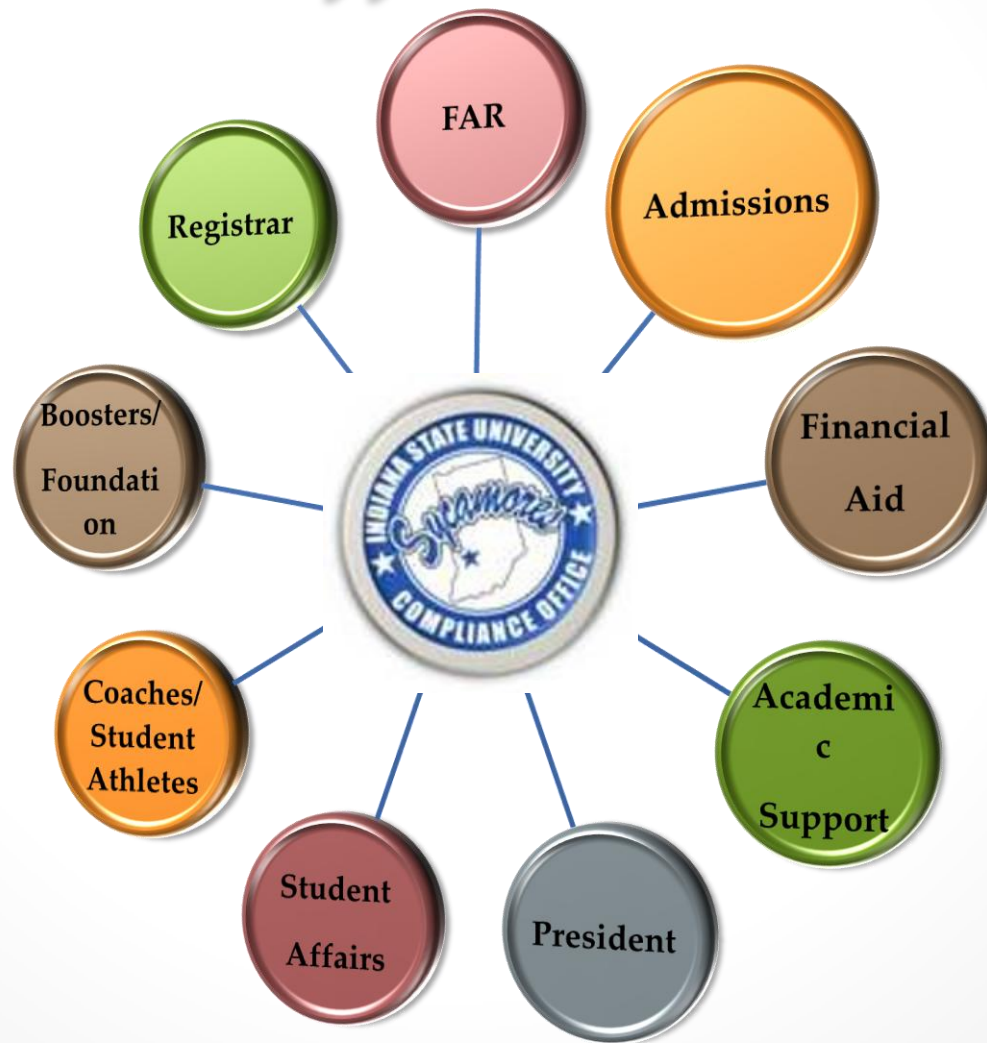 FAR
Admissions
Registrar
Boosters/
Foundati
on
Financial
Aid
INDIANA STATE UNIVERSITY
Sycamores
COMPLIANCE OFFICE
Coaches/
Student
Athletes
Academi
c
Support
Student
Affairs
President